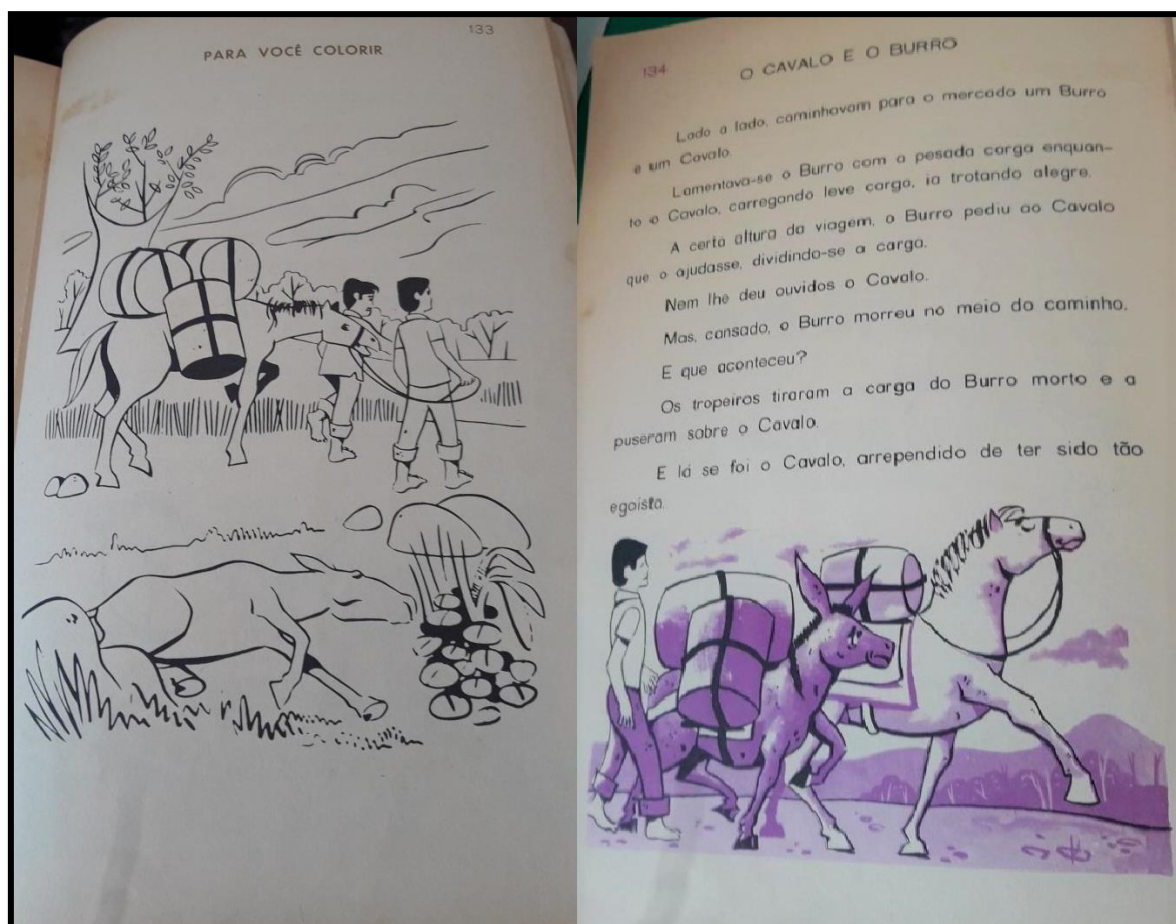 133
PARA VOCÊ COLORIR
134
O CAVALO E O BURRO
Lado a lado, caminhavam para o mercado um Burro
e um Cavalo.
Lamentava-se o Burro com a pesada carga enquan-
to o Cavalo, carregando leve carga, ia trotando alegre.
A certa altura da viagem, o Burro pediu ao Cavalo
que o ajudasse, dividindo-se a carga.
Nem lhe deu ouvidos o Cavalo.
Mas, cansado, o Burro morreu no meio do caminho.
E que aconteceu?
Os tropeiros tiraram a carga do Burro morto e a
puseram sobre o Cavalo.
E lá se foi o Cavalo, arrependido de ter sido tão
egoista.